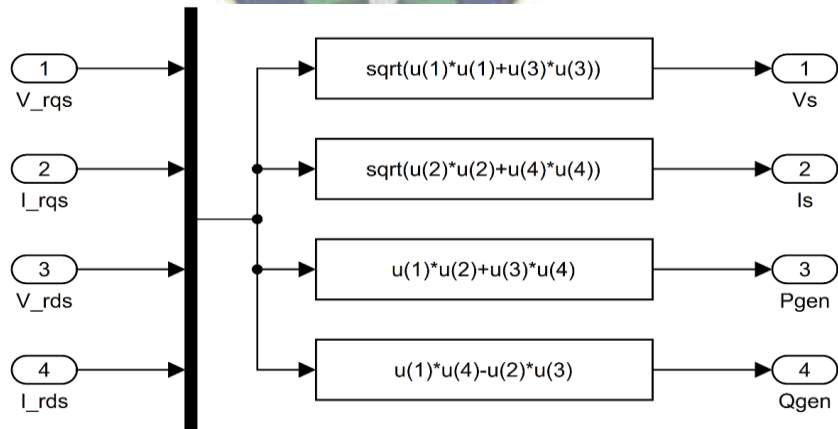 1
V_rqs
sqrt(u(1)*u(1)+u(3)*u(3))
1
Vs
2
I_rqs
sqrt(u(2)*u(2)+u(4)*u(4))
2
Is
3
V_rds
u(1)*u(2)+u(3)*u(4)
3
Pgen
4
I_rds
u(1)*u(4)-u(2)*u(3)
4
Qgen